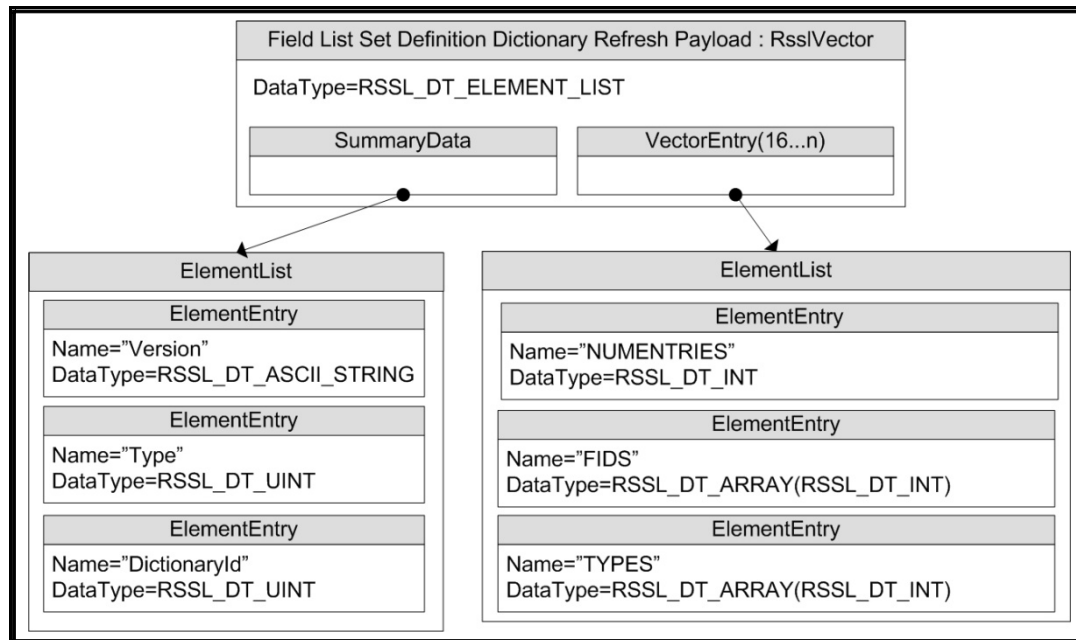 Field List Set Definition Dictionary Refresh Payload : RsslVector
DataType=RSSL_DT_ELEMENT_LIST
SummaryData
VectorEntry(16...n)
ElementList
ElementEntry
Name=”Version”
DataType=RSSL_DT_ASCII_STRING
ElementEntry
Name=”Type”
DataType=RSSL_DT_UINT
ElementEntry
Name=”DictionaryId”
DataType=RSSL_DT_UINT
ElementList
ElementEntry
Name=”NUMENTRIES”
DataType=RSSL_DT_INT
ElementEntry
Name=”FIDS”
DataType=RSSL_DT_ARRAY(RSSL_DT_INT)
ElementEntry
Name=”TYPES”
DataType=RSSL_DT_ARRAY(RSSL_DT_INT)